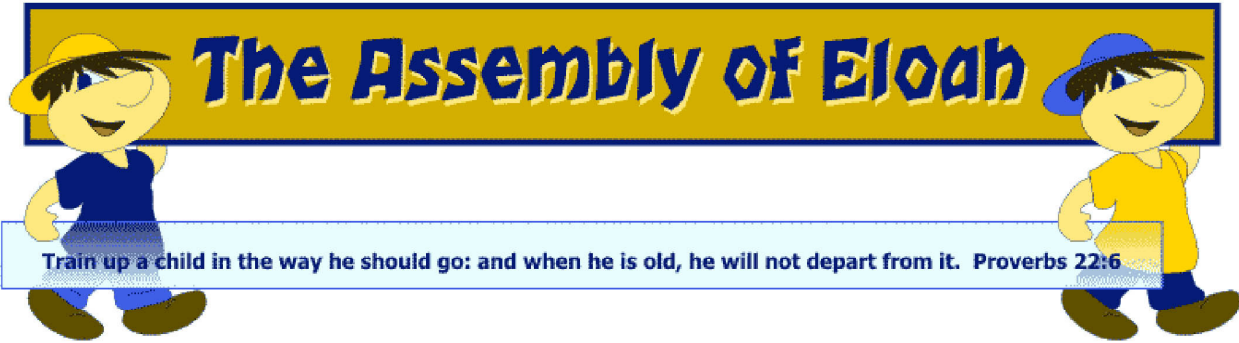 The Assembly of Eloah
Train up a child in the way he should go: and when he is old, he will not depart from it. Proverbs 22:6